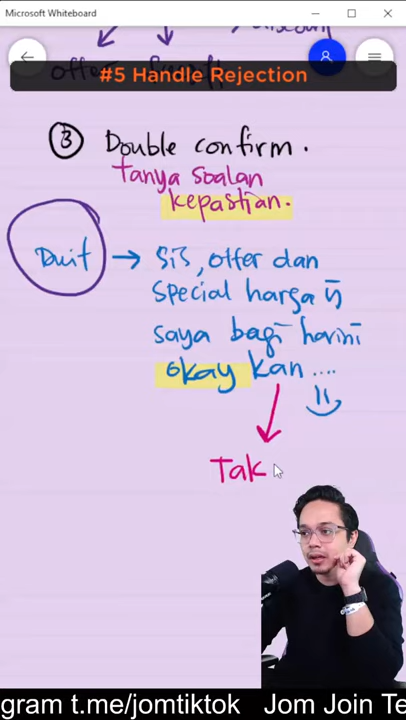 Microsoft Whiteboard
#5 Handle Rejection
③ Double confirm.
tanya soalan
kepastian.
Duit → Sis, offer dan
special harga yg
saya bagi harini
okay kan ....
Tak
gram t.me/jomtiktok Jom Join Te